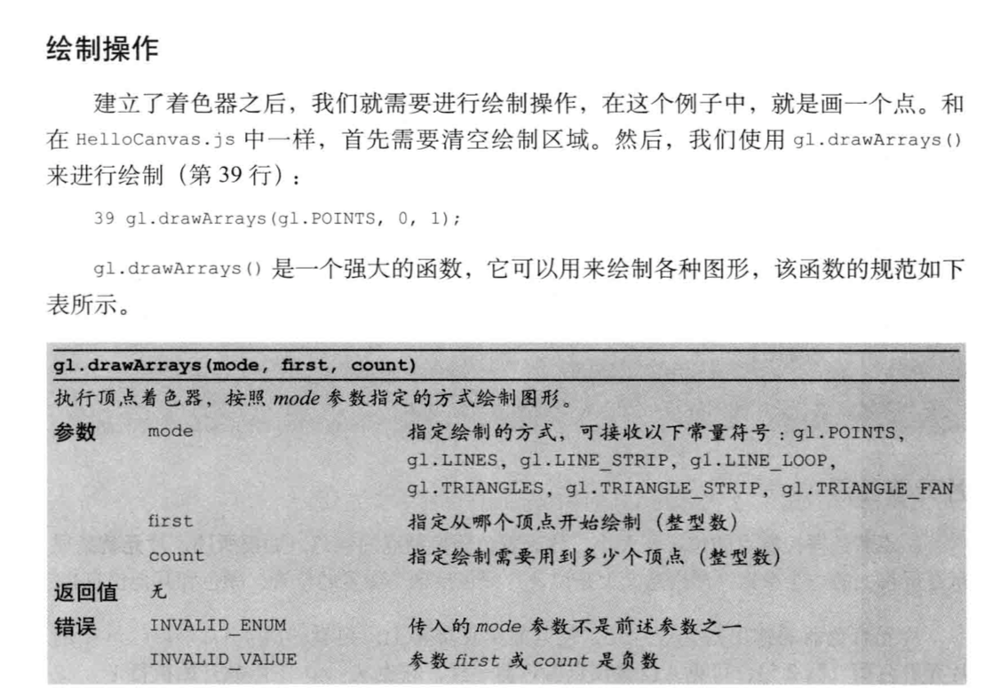 绘制操作
建立了着色器之后，我们就需要进行绘制操作，在这个例子中，就是画一个点。和
在 HelloCanvas.js 中一样，首先需要清空绘制区域。然后，我们使用 gl.drawArrays()
来进行绘制（第 39 行）：
39 gl.drawArrays(gl.POINTS, 0, 1);
gl.drawArrays() 是一个强大的函数，它可以用来绘制各种图形，该函数的规范如下
表所示。
gl.drawArrays(mode, first, count)
执行顶点着色器，按照 mode 参数指定的方式绘制图形。
参数 mode 指定绘制的方式，可接收以下常量符号：gl.POINTS,
gl.LINES, gl.LINE_STRIP, gl.LINE_LOOP,
gl.TRIANGLES, gl.TRIANGLE_STRIP, gl.TRIANGLE_FAN
first 指定从哪个顶点开始绘制（整型数）
count 指定绘制需要用到多少个顶点（整型数）
返回值 无
错误 INVALID_ENUM 传入的 mode 参数不是前述参数之一
INVALID_VALUE 参数 first 或 count 是负数